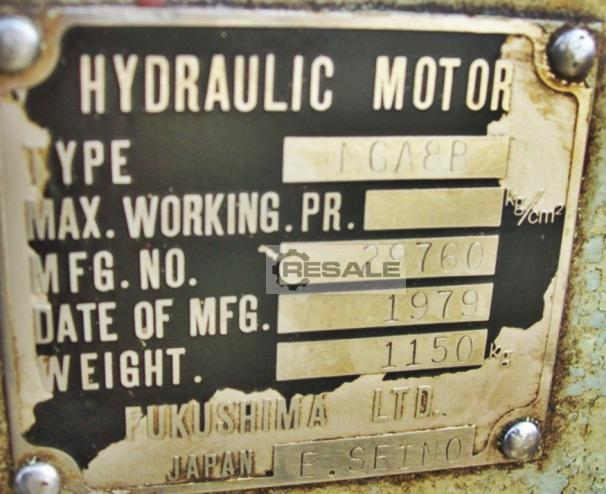 HYDRAULIC MOTOR
TYPE
MAX. WORKING. PR. kg/cm²
MFG. NO. 29760
RESALE
DATE OF MFG. 1979
WEIGHT. 1150 kg
FUKUSHIMA LTD.
JAPAN E. SEINO